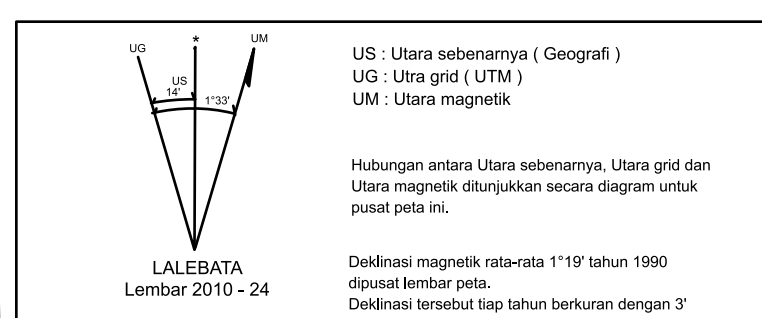 UG
*
UM
US
14'
1°33'
LALEBATA
Lembar 2010 - 24
US : Utara sebenarnya ( Geografi )
UG : Utra grid ( UTM )
UM : Utara magnetik
Hubungan antara Utara sebenarnya, Utara grid dan
Utara magnetik ditunjukkan secara diagram untuk
pusat peta ini.
Deklinasi magnetik rata-rata 1°19' tahun 1990
dipusat lembar peta.
Deklinasi tersebut tiap tahun berkuran dengan 3'